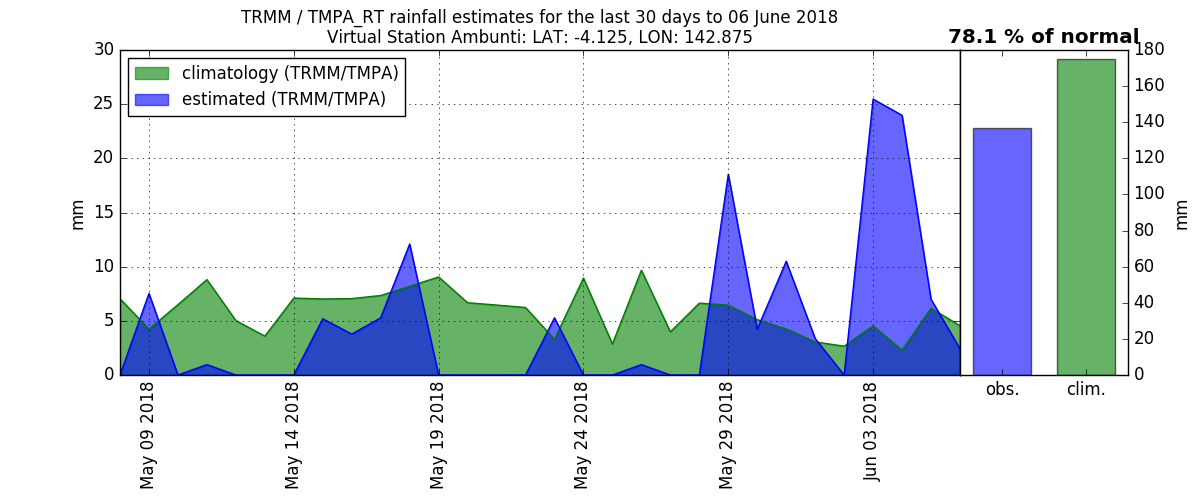 TRMM / TMPA_RT rainfall estimates for the last 30 days to 06 June 2018
Virtual Station Ambunti: LAT: -4.125, LON: 142.875
78.1 % of normal
climatology (TRMM/TMPA)
estimated (TRMM/TMPA)
mm
30
25
20
15
10
5
0
May 09 2018
May 14 2018
May 19 2018
May 24 2018
May 29 2018
Jun 03 2018
obs.
clim.
180
160
140
120
100
80
60
40
20
0
mm